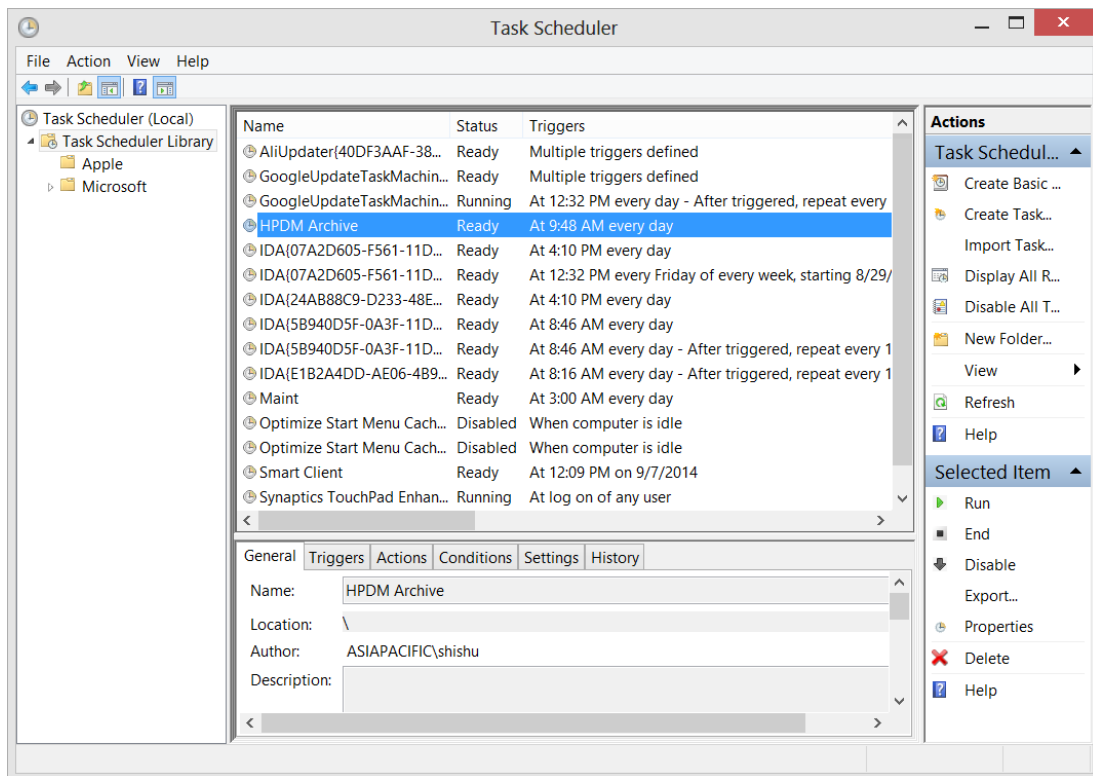 Task Scheduler
File Action View Help
Task Scheduler (Local)
Task Scheduler Library
Apple
Microsoft
Name Status Triggers
AliUpdater{40DF3AAF-38... Ready Multiple triggers defined
GoogleUpdateTaskMachin... Ready Multiple triggers defined
GoogleUpdateTaskMachin... Running At 12:32 PM every day - After triggered, repeat every
HPDM Archive Ready At 9:48 AM every day
IDA{07A2D605-F561-11D... Ready At 4:10 PM every day
IDA{07A2D605-F561-11D... Ready At 12:32 PM every Friday of every week, starting 8/29/
IDA{24AB88C9-D233-48E... Ready At 4:10 PM every day
IDA{5B940D5F-0A3F-11D... Ready At 8:46 AM every day
IDA{5B940D5F-0A3F-11D... Ready At 8:46 AM every day - After triggered, repeat every 1
IDA{E1B2A4DD-AE06-4B9... Ready At 8:16 AM every day - After triggered, repeat every 1
Maint Ready At 3:00 AM every day
Optimize Start Menu Cach... Disabled When computer is idle
Optimize Start Menu Cach... Disabled When computer is idle
Smart Client Ready At 12:09 PM on 9/7/2014
Synaptics TouchPad Enhan... Running At log on of any user
General Triggers Actions Conditions Settings History
Name: HPDM Archive
Location: \
Author: ASIAPACIFIC\shishu
Description:
Actions
Task Schedul...
Create Basic ...
Create Task...
Import Task...
Display All R...
Disable All T...
New Folder...
View
Refresh
Help
Selected Item
Run
End
Disable
Export...
Properties
Delete
Help